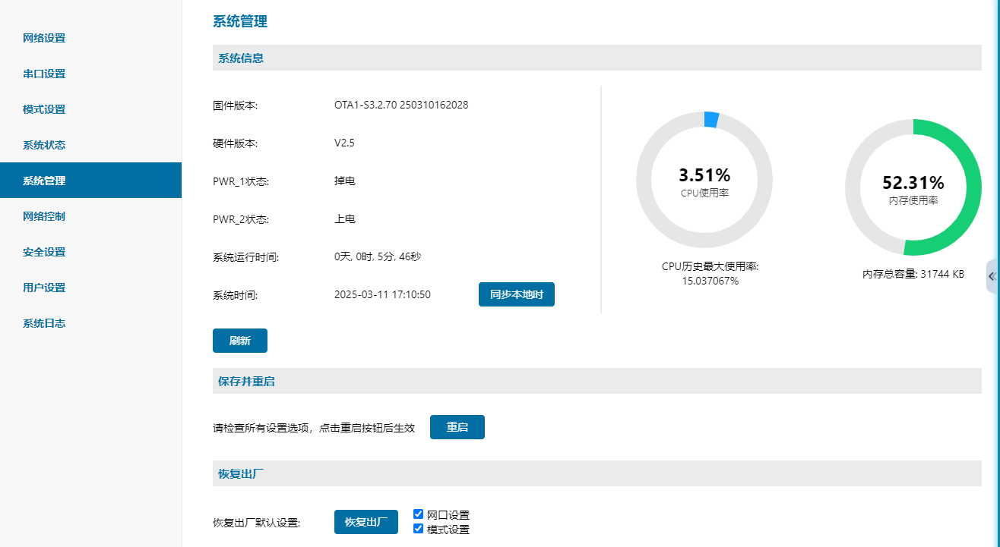 网络设置
串口设置
模式设置
系统状态
系统管理
网络控制
安全设置
用户设置
系统日志
系统管理
系统信息
固件版本: OTA1-S3.2.70 250310162028
硬件版本: V2.5
PWR_1状态: 掉电
PWR_2状态: 上电
系统运行时间: 0天, 0时, 5分, 46秒
系统时间: 2025-03-11 17:10:50 同步本地时
刷新
3.51%
CPU使用率
CPU历史最大使用率:
15.037067%
52.31%
内存使用率
内存总容量: 31744 KB
保存并重启
请检查所有设置选项，点击重启按钮后生效 重启
恢复出厂
恢复出厂默认设置: 恢复出厂
网口设置
模式设置